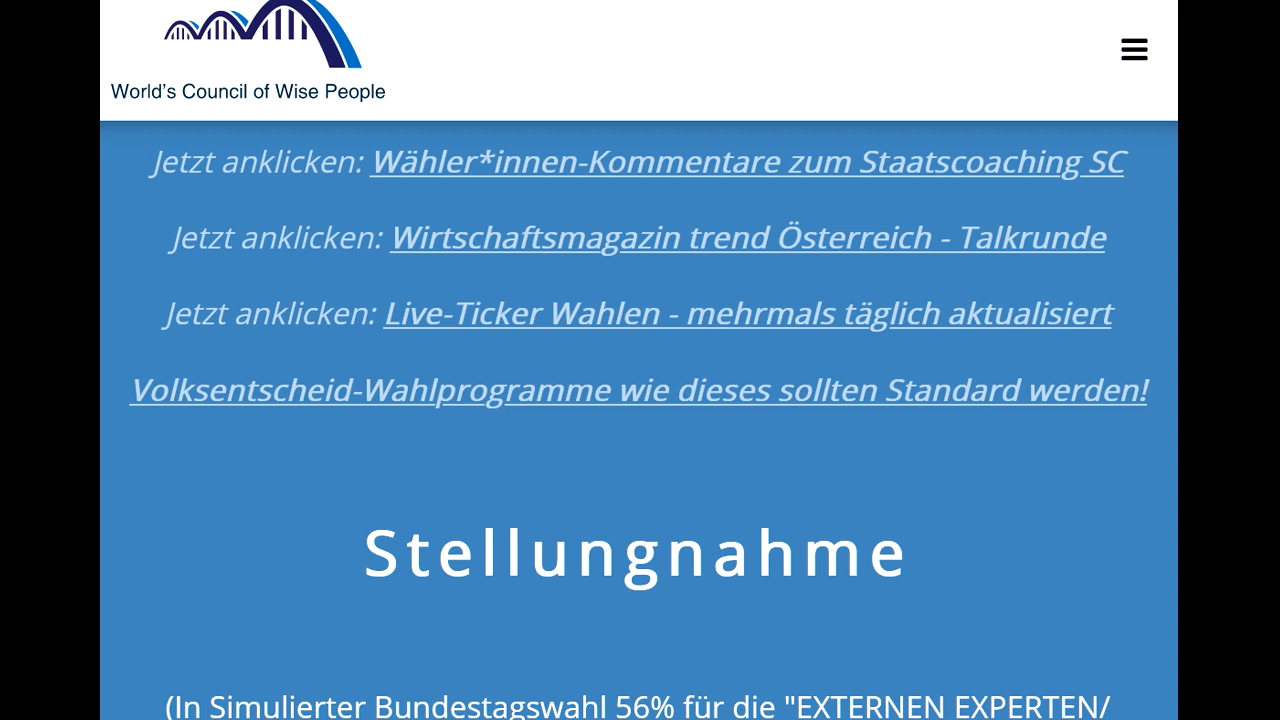 World's Council of Wise People
Jetzt anklicken: Wähler*innen-Kommentare zum Staatscoaching SC
Jetzt anklicken: Wirtschaftsmagazin trend Österreich - Talkrunde
Jetzt anklicken: Live-Ticker Wahlen - mehrmals täglich aktualisiert
Volksentscheid-Wahlprogramme wie dieses sollten Standard werden!
Stellungnahme
(In Simulierter Bundestagswahl 56% für die "EXTERNEN EXPERTEN/